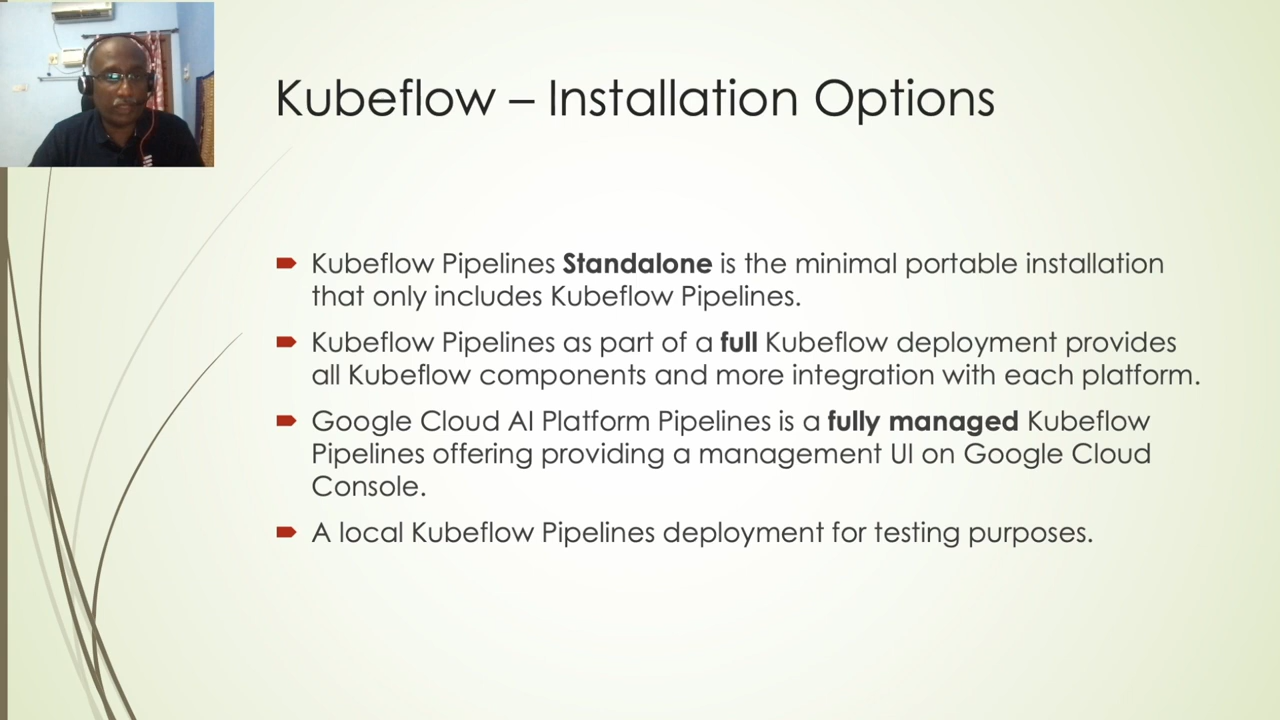 Kubeflow – Installation Options
Kubeflow Pipelines Standalone is the minimal portable installation
that only includes Kubeflow Pipelines.
Kubeflow Pipelines as part of a full Kubeflow deployment provides
all Kubeflow components and more integration with each platform.
Google Cloud AI Platform Pipelines is a fully managed Kubeflow
Pipelines offering providing a management UI on Google Cloud
Console.
A local Kubeflow Pipelines deployment for testing purposes.